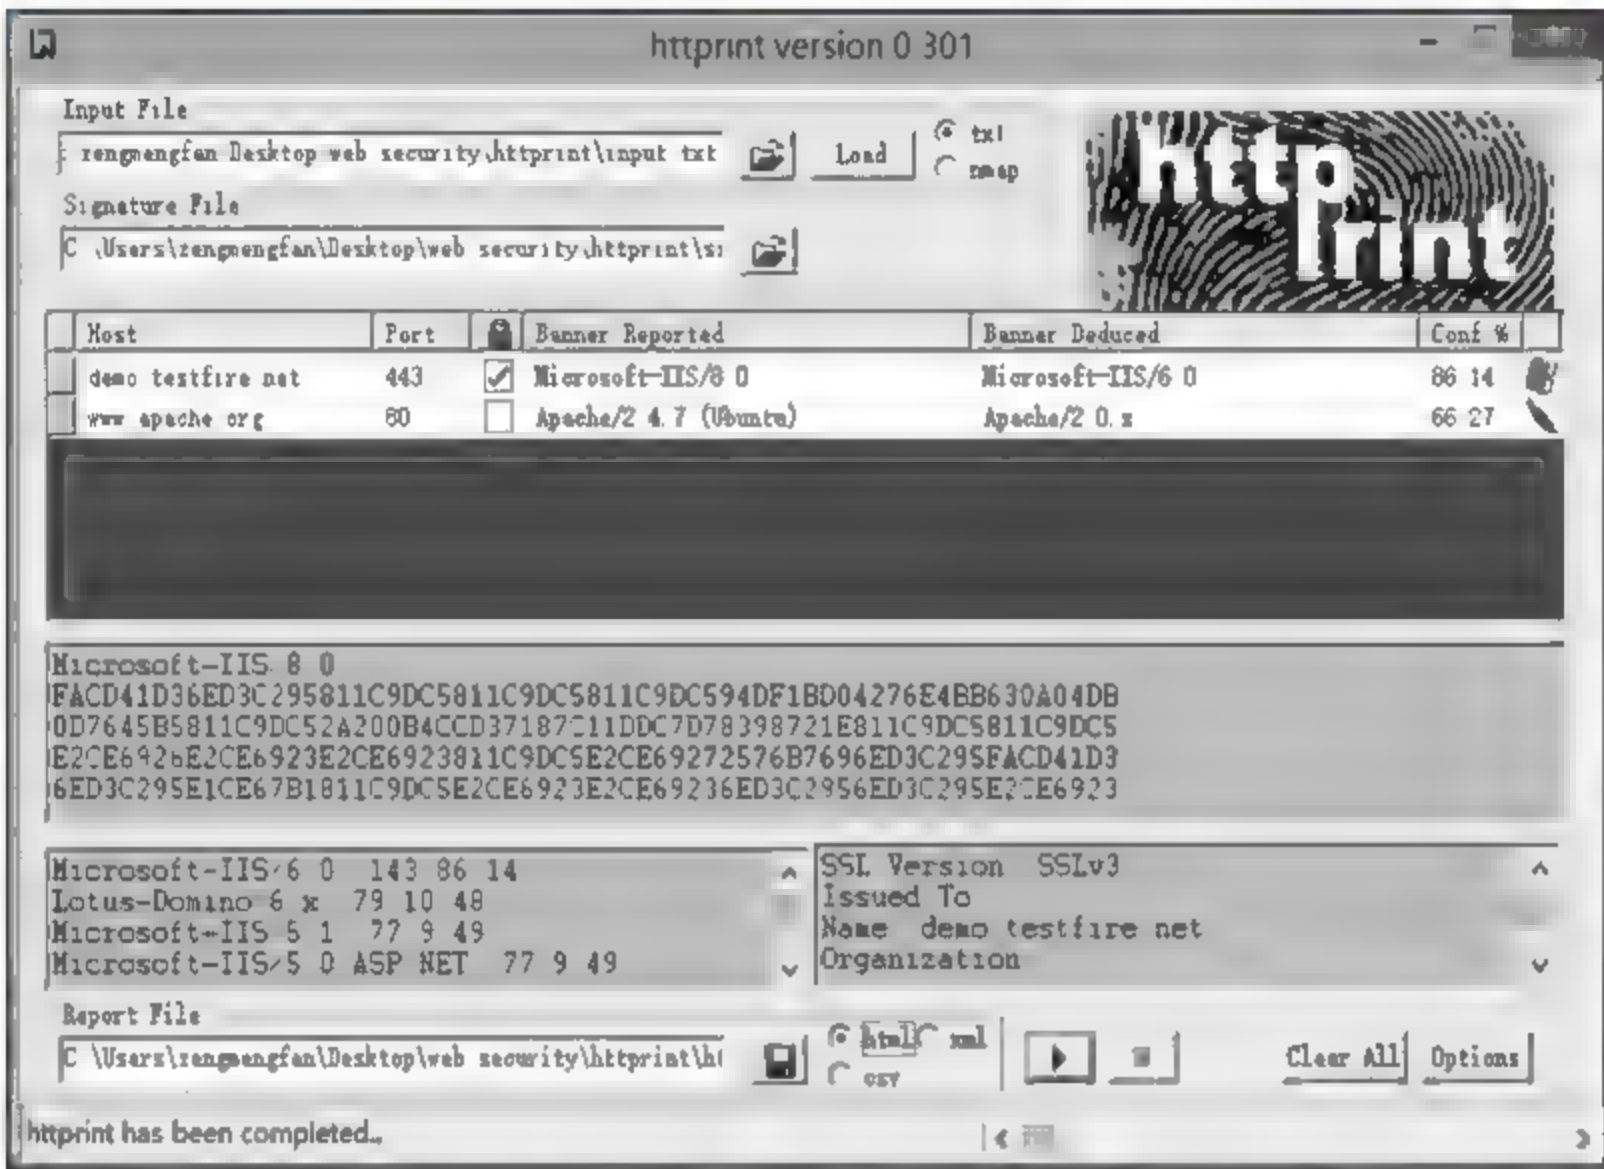 httprint version 0 301
Input File
zengmengfan Desktop web security\httprint\input txt
Load
txt
nmap
http
print
Signature File
C \Users\zengmengfan\Desktop\web security\httprint\si
Host Port Banner Reported Banner Deduced Conf %
demo testfire net 443 Microsoft-IIS/8 0 Microsoft-IIS/6 0 86 14
www apache org 80 Apache/2 4.7 (Ubuntu) Apache/2 0.x 66 27
Microsoft-IIS 8 0
FACD41D36ED3C295811C9DC5811C9DC5811C9DC594DF1BD04276E4BB630A04DB
0D7645B5811C9DC52A200B4CCD37187C11DDC7D78398721E811C9DC5811C9DC5
E2CE6926E2CE6923E2CE6923811C9DC5E2CE69272576B7696ED3C295FACD41D3
6ED3C295E1CE67B1811C9DC5E2CE6923E2CE69236ED3C2956ED3C295E2CE6923
Microsoft-IIS/6 0 143 86 14
Lotus-Domino 6 x 79 10 48
Microsoft-IIS 5 1 77 9 49
Microsoft-IIS/5 0 ASP NET 77 9 49
SSL Version SSLv3
Issued To
Name demo testfire net
Organization
Report File
C \Users\zengmengfan\Desktop\web security\httprint\ht
html xml
csv
Clear All Options
httprint has been completed...